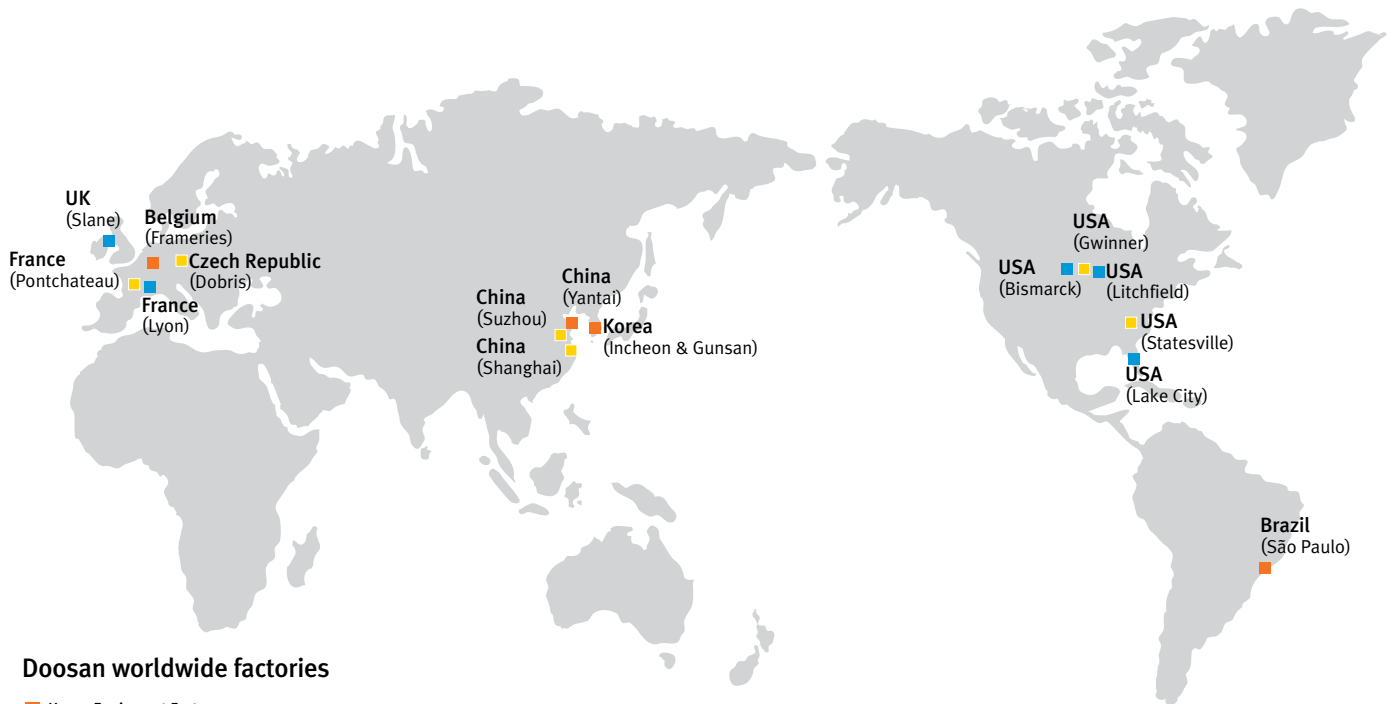 UK
(Slane)
Belgium
(Frameries)
France
(Pontchateau)
Czech Republic
(Dobris)
France
(Lyon)
China
(Yantai)
China
(Suzhou)
Korea
(Incheon & Gunsan)
China
(Shanghai)
USA
(Gwinner)
USA
(Bismarck)
USA
(Litchfield)
USA
(Statesville)
USA
(Lake City)
Brazil
(São Paulo)
Doosan worldwide factories